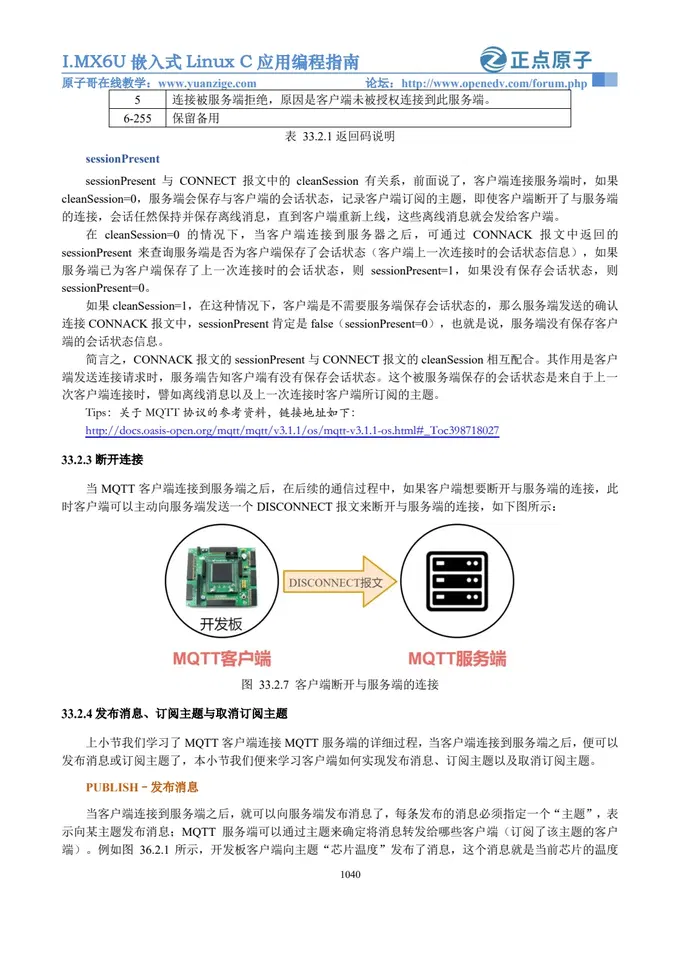 I.MX6U 嵌入式 Linux C 应用编程指南
正点原子
原子哥在线教学：www.yuanzige.com 论坛：http://www.openedv.com/forum.php
5 连接被服务端拒绝，原因是客户端未被授权连接到此服务端。
6-255 保留备用
表 33.2.1 返回码说明
sessionPresent
sessionPresent 与 CONNECT 报文中的 cleanSession 有关系，前面说了，客户端连接服务端时，如果
cleanSession=0，服务端会保存与客户端的会话状态，记录客户端订阅的主题，即使客户端断开了与服务端
的连接，会话任然保持并保存离线消息，直到客户端重新上线，这些离线消息就会发给客户端。
在 cleanSession=0 的情况下，当客户端连接到服务器之后，可通过 CONNACK 报文中返回的
sessionPresent 来查询服务端是否为客户端保存了会话状态（客户端上一次连接时的会话状态信息），如果
服务端已为客户端保存了上一次连接时的会话状态，则 sessionPresent=1，如果没有保存会话状态，则
sessionPresent=0。
如果 cleanSession=1，在这种情况下，客户端是不需要服务端保存会话状态的，那么服务端发送的确认
连接 CONNACK 报文中，sessionPresent 肯定是 false（sessionPresent=0），也就是说，服务端没有保存客户
端的会话状态信息。
简言之，CONNACK 报文的 sessionPresent 与 CONNECT 报文的 cleanSession 相互配合。其作用是客户
端发送连接请求时，服务端告知客户端有没有保存会话状态。这个被服务端保存的会话状态是来自于上一
次客户端连接时，譬如离线消息以及上一次连接时客户端所订阅的主题。
Tips：关于 MQTT 协议的参考资料，链接地址如下：
http://docs.oasis-open.org/mqtt/mqtt/v3.1.1/os/mqtt-v3.1.1-os.html#_Toc398718027
33.2.3 断开连接
当 MQTT 客户端连接到服务端之后，在后续的通信过程中，如果客户端想要断开与服务端的连接，此
时客户端可以主动向服务端发送一个 DISCONNECT 报文来断开与服务端的连接，如下图所示：
DISCONNECT报文
开发板
MQTT客户端 MQTT服务端
图 33.2.7 客户端断开与服务端的连接
33.2.4 发布消息、订阅主题与取消订阅主题
上小节我们学习了 MQTT 客户端连接 MQTT 服务端的详细过程，当客户端连接到服务端之后，便可以
发布消息或订阅主题了，本小节我们便来学习客户端如何实现发布消息、订阅主题以及取消订阅主题。
PUBLISH – 发布消息
当客户端连接到服务端之后，就可以向服务端发布消息了，每条发布的消息必须指定一个“主题”，表
示向某主题发布消息；MQTT 服务端可以通过主题来确定将消息转发给哪些客户端（订阅了该主题的客户
端）。例如图 36.2.1 所示，开发板客户端向主题“芯片温度”发布了消息，这个消息就是当前芯片的温度
1040